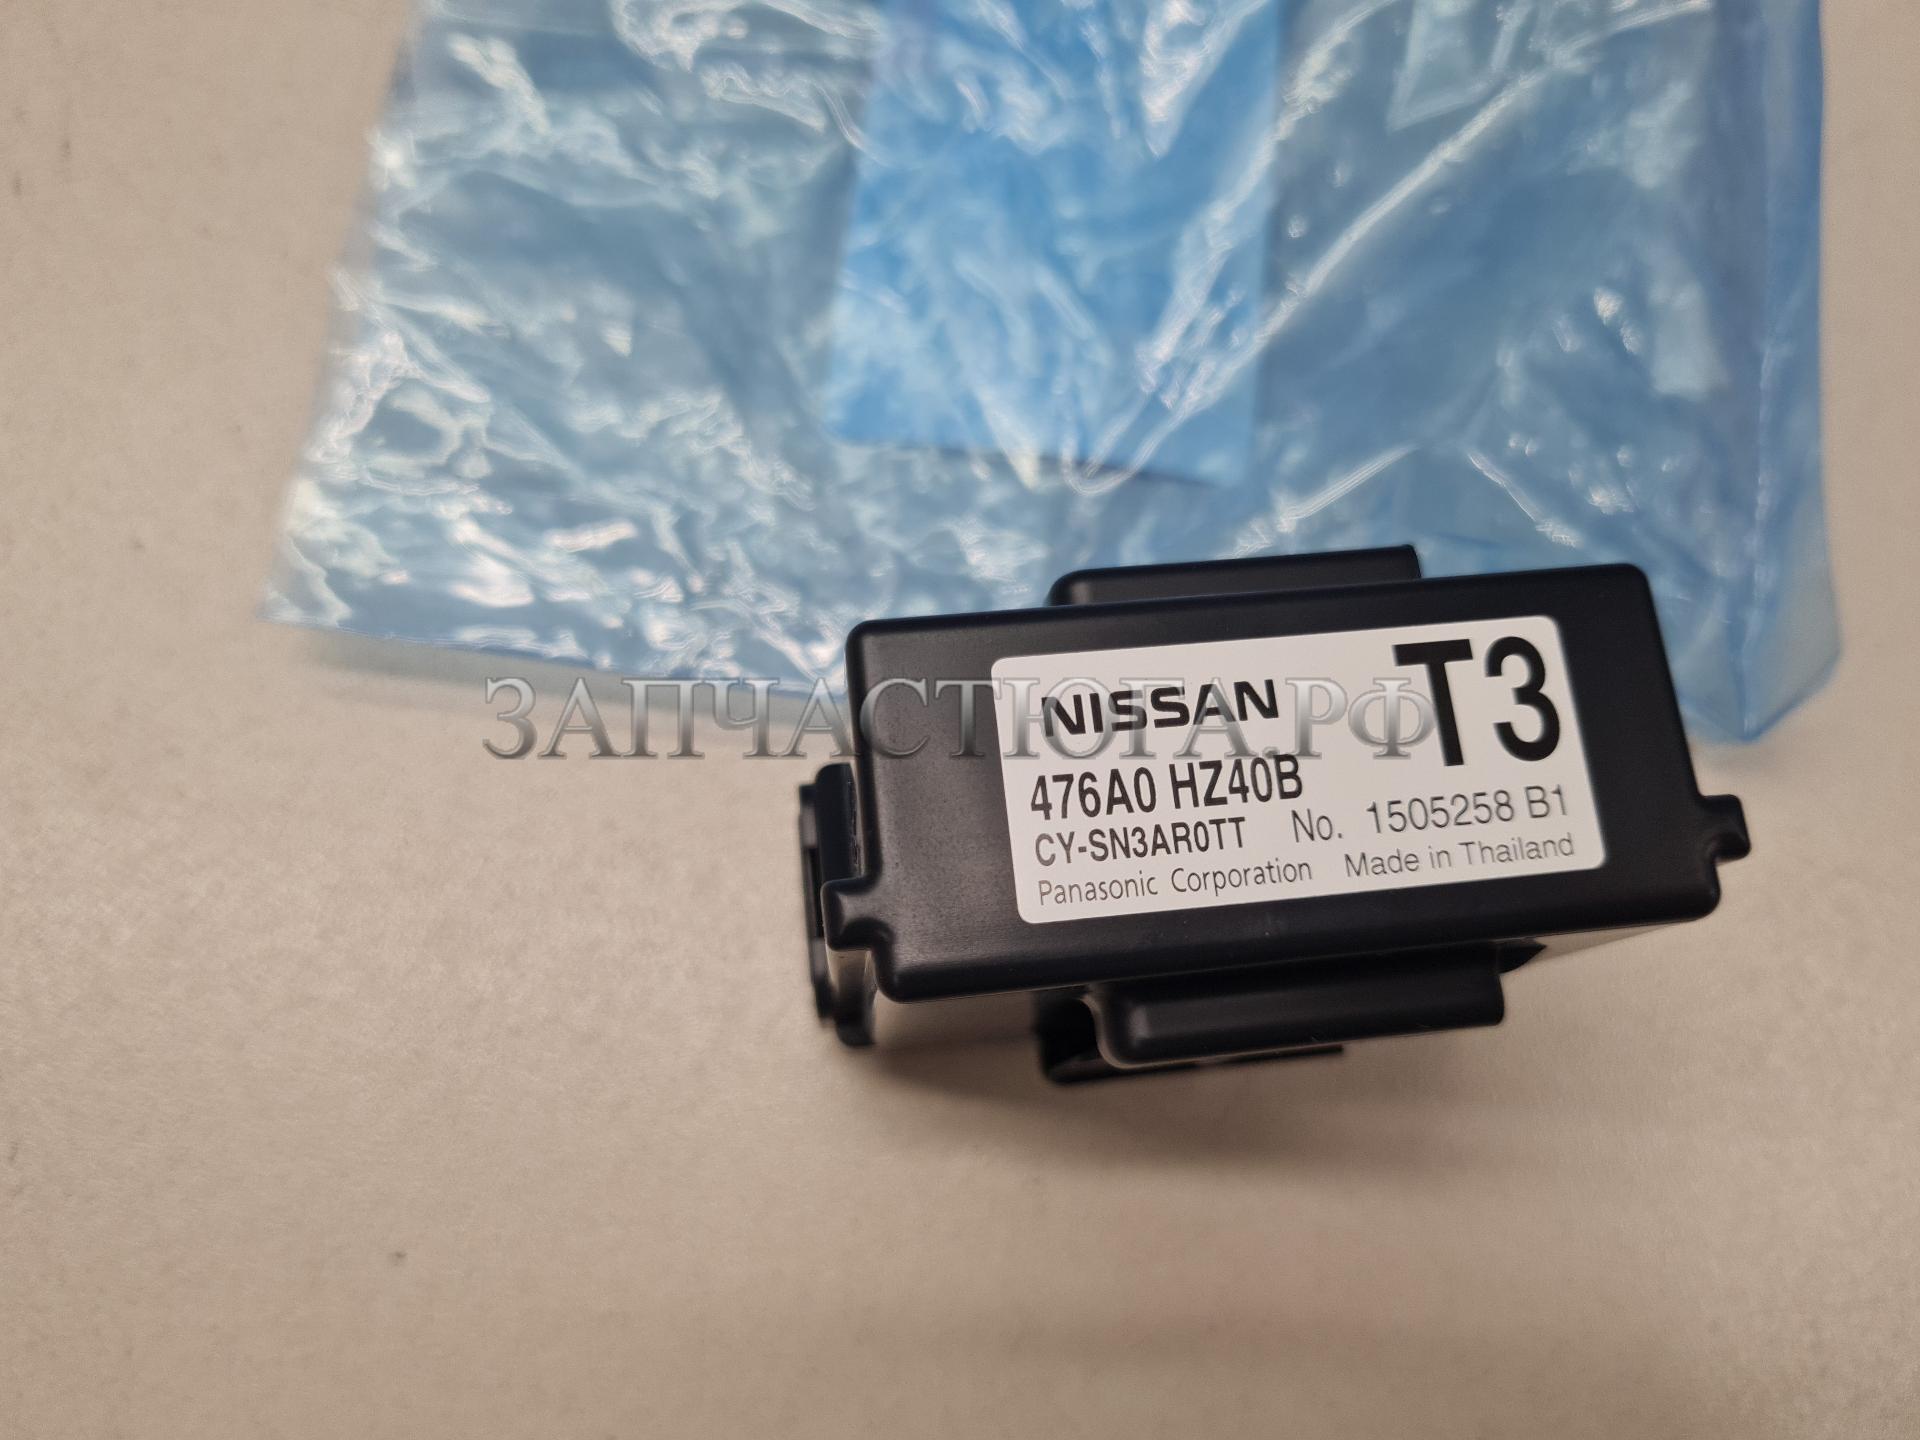 NISSAN T3
476A0 HZ40B
CY-SN3AR0TT No. 1505258 B1
Panasonic Corporation Made in Thailand
ЗАПЧАСТЮГА.РФ